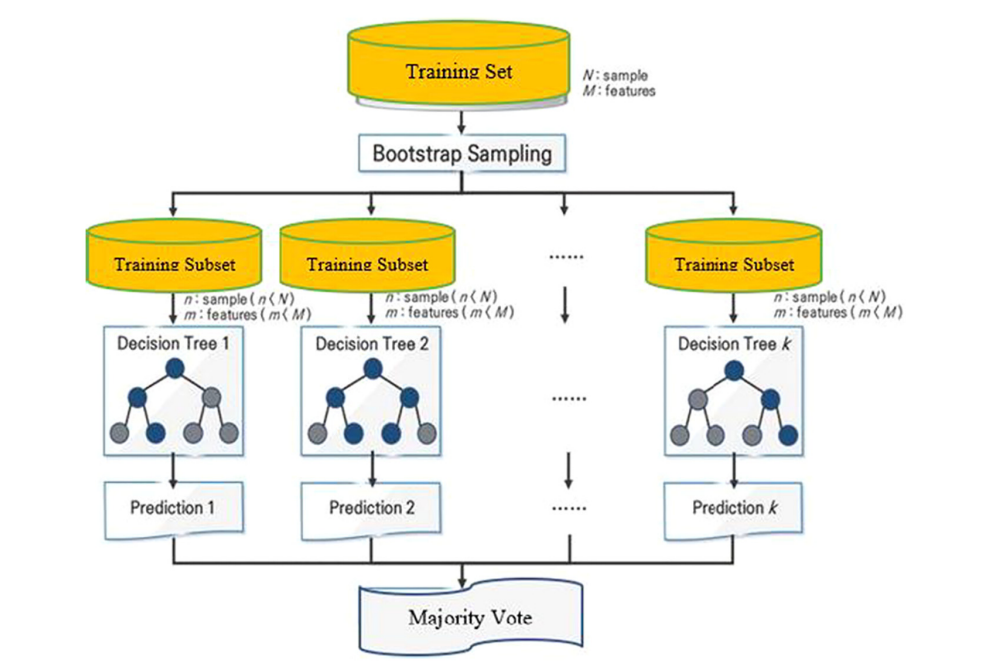 Training Set
N: sample
M: features
Bootstrap Sampling
Training Subset
Training Subset
......
Training Subset
n: sample(n⟨N)
m: features(m⟨M)
n: sample(n⟨N)
m: features(m⟨M)
n: sample(n⟨N)
m: features(m⟨M)
Decision Tree 1
Decision Tree 2
Decision Tree k
......
Prediction 1
Prediction 2
......
Prediction k
Majority Vote